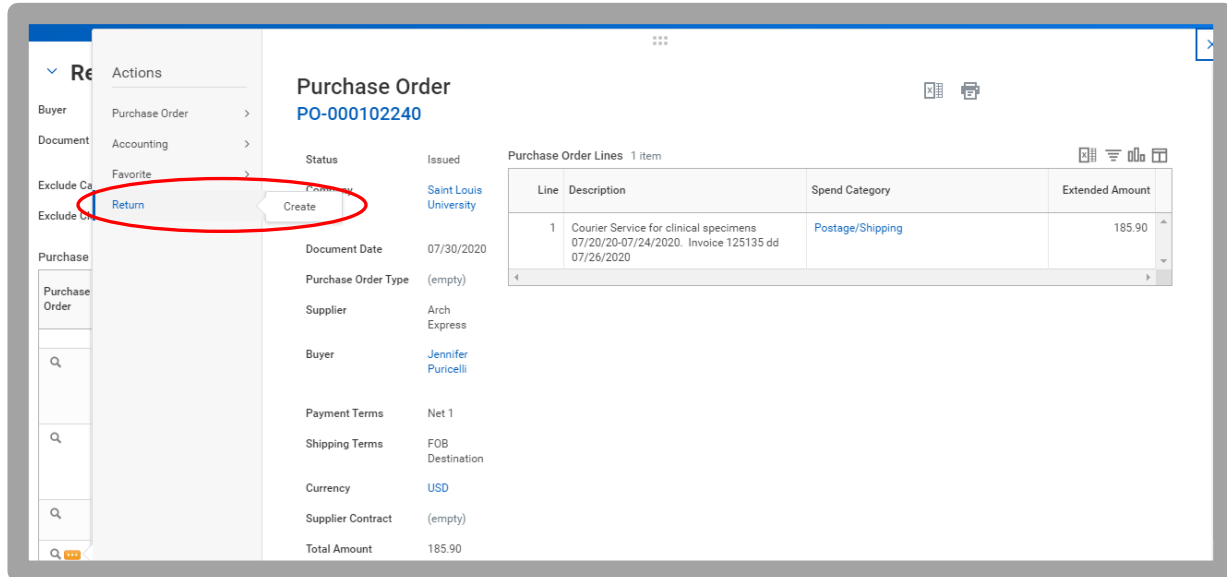 Re
Buyer
Document
Exclude Ca
Exclude Cl
Purchase
Purchase
Order
Actions
Purchase Order
Accounting
Favorite
Return
Create
Purchase Order
PO-000102240
Status Issued
Company Saint Louis
University
Document Date 07/30/2020
Purchase Order Type (empty)
Supplier Arch
Express
Buyer Jennifer
Puricelli
Payment Terms Net 1
Shipping Terms FOB
Destination
Currency USD
Supplier Contract (empty)
Total Amount 185.90
Purchase Order Lines 1 item
Line Description Spend Category Extended Amount
1 Courier Service for clinical specimens Postage/Shipping 185.90
07/20/20-07/24/2020. Invoice 125135 dd
07/26/2020